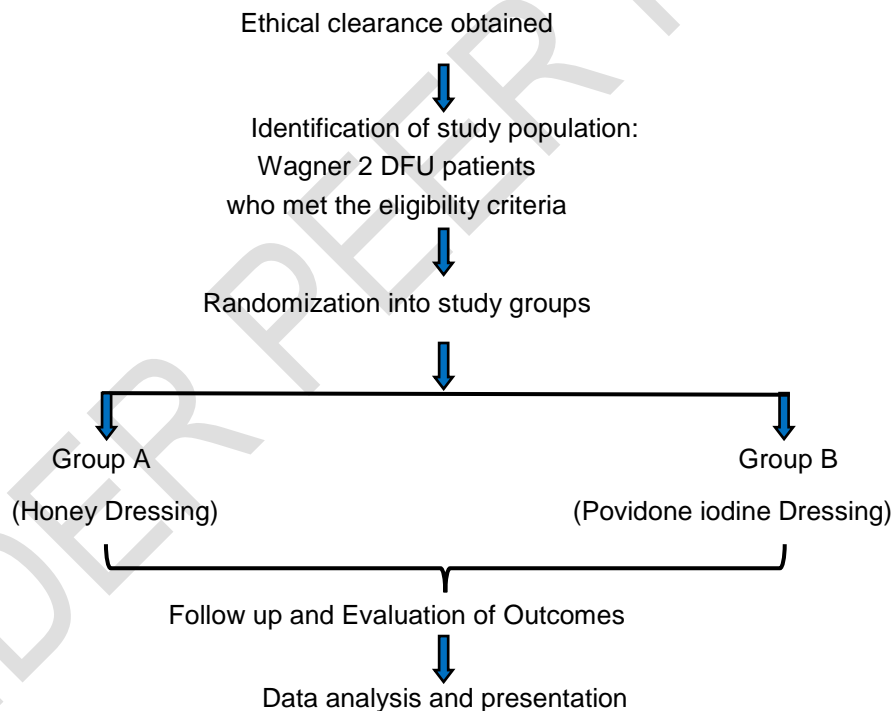 Ethical clearance obtained
Identification of study population:
Wagner 2 DFU patients
who met the eligibility criteria
Randomization into study groups
Group A
Group B
(Honey Dressing)
(Povidone iodine Dressing)
Follow up and Evaluation of Outcomes
Data analysis and presentation